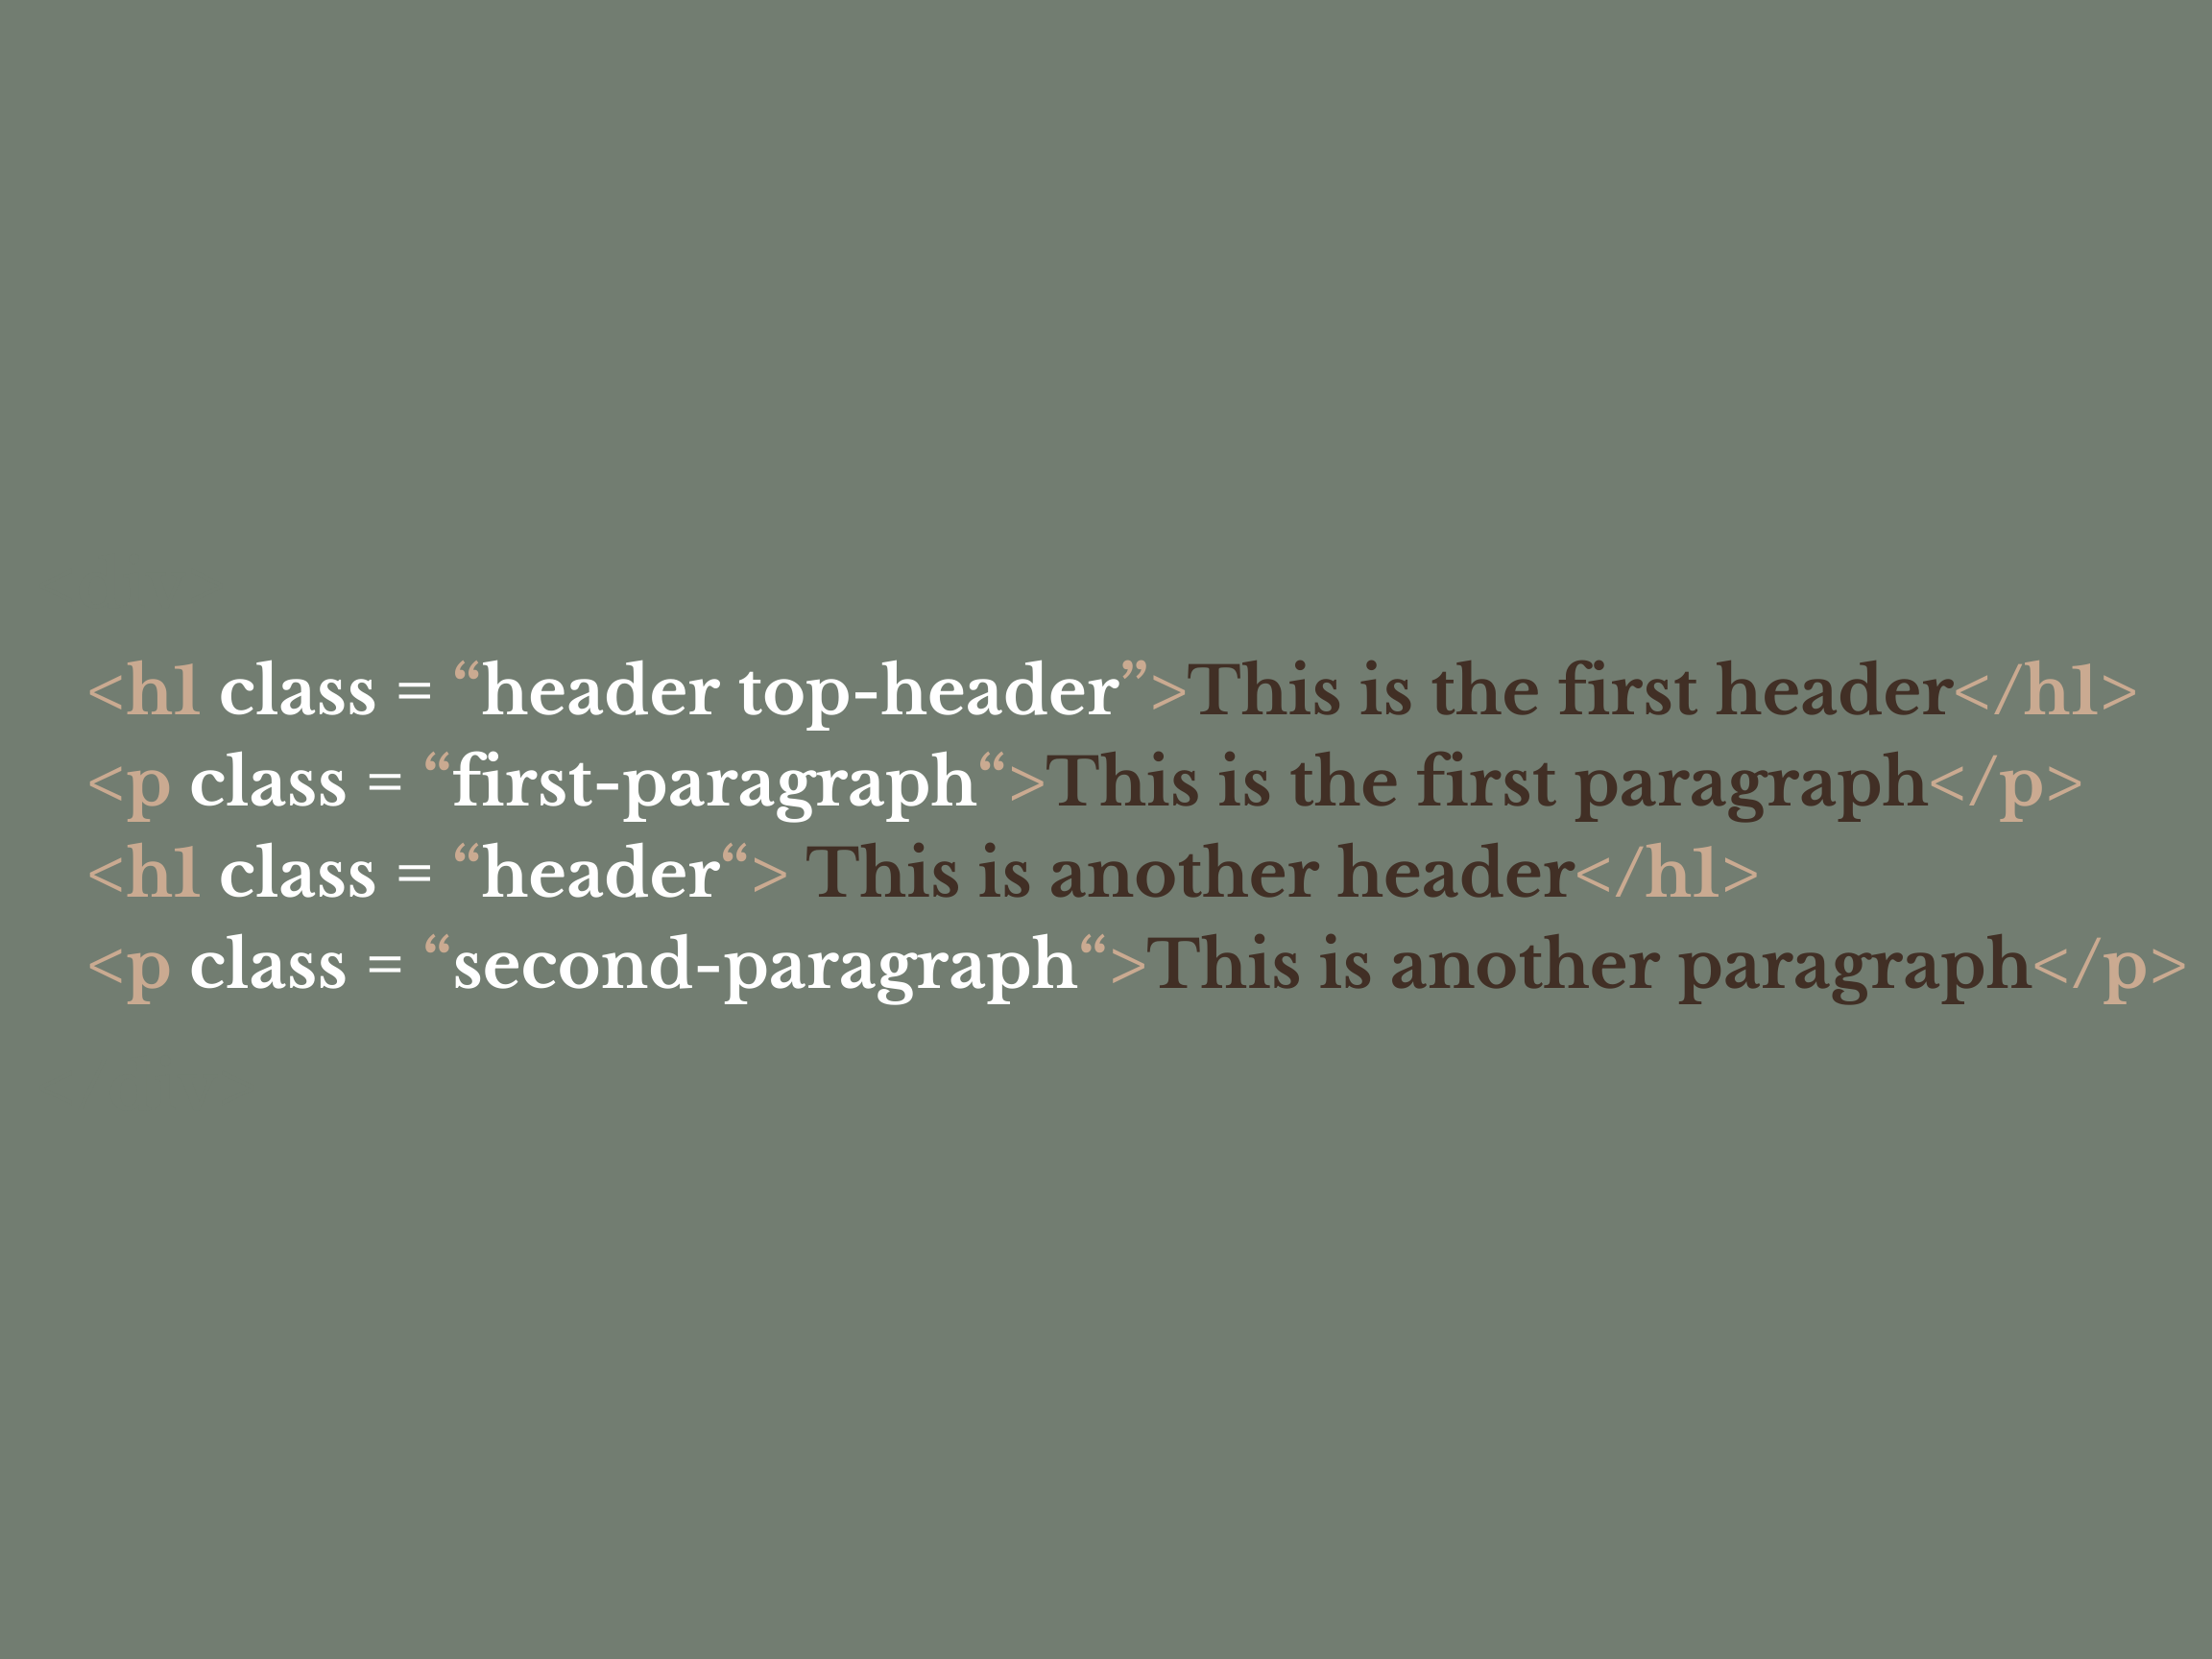 <h1 class = “header top-header”>This is the first header</h1>
<p class = “first-paragraph“>This is the first paragraph</p>
<h1 class = “header“> This is another header</h1>
<p class = “second-paragraph“>This is another paragraph</p>